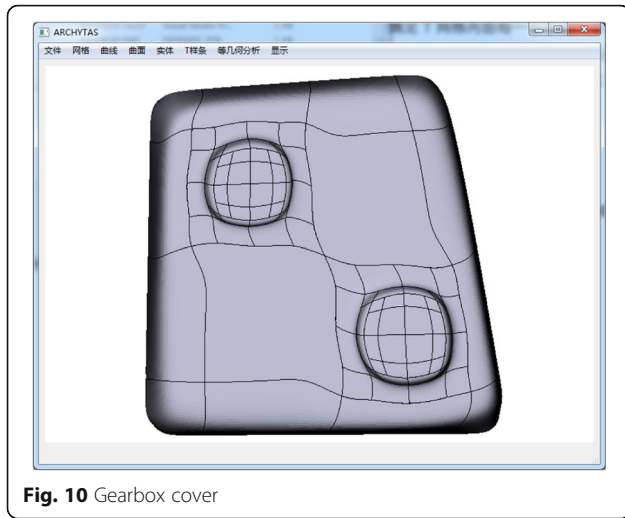 ARCHYTAS
文件 网格 曲线 曲面 实体 T样条 等几何分析 显示
Fig. 10 Gearbox cover